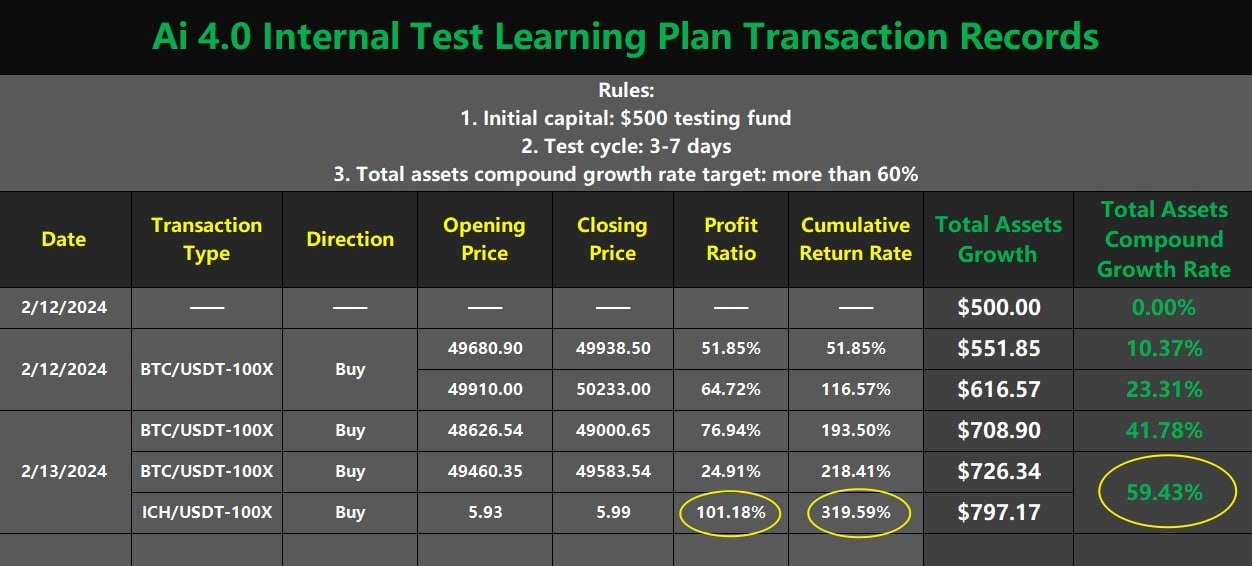 Ai 4.0 Internal Test Learning Plan Transaction Records
Rules:
1. Initial capital: $500 testing fund
2. Test cycle: 3-7 days
3. Total assets compound growth rate target: more than 60%
Date Transaction Type Direction Opening Price Closing Price Profit Ratio Cumulative Return Rate Total Assets Growth Total Assets Compound Growth Rate
2/12/2024 —— —— —— —— —— —— $500.00 0.00%
2/12/2024 BTC/USDT-100X Buy 49680.90 49938.50 51.85% 51.85% $551.85 10.37%
49910.00 50233.00 64.72% 116.57% $616.57 23.31%
2/13/2024 BTC/USDT-100X Buy 48626.54 49000.65 76.94% 193.50% $708.90 41.78%
BTC/USDT-100X Buy 49460.35 49583.54 24.91% 218.41% $726.34 59.43%
ICH/USDT-100X Buy 5.93 5.99 101.18% 319.59% $797.17